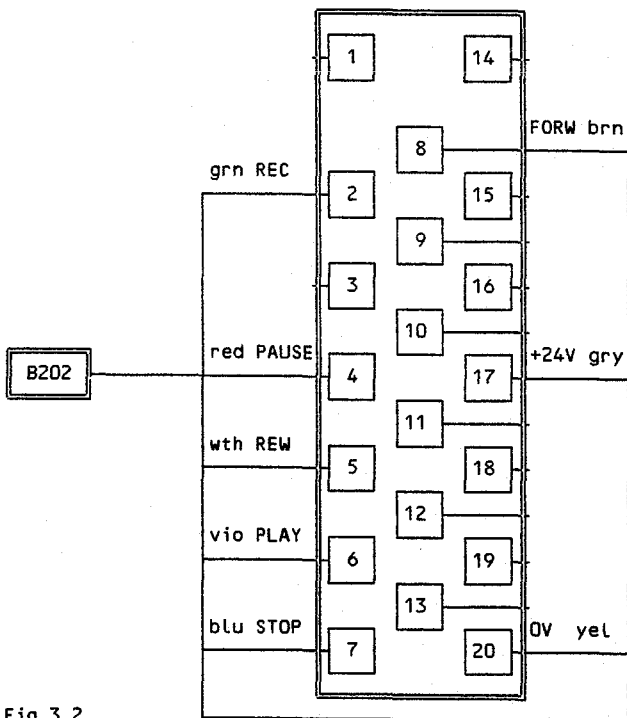 1 14
8 FORW brn
grn REC
2 15
9
3 16
10
red PAUSE +24V gry
B202 4 17
11
wth REW
5 18
12
vio PLAY
6 19
13
blu STOP 0V yel
7 20
Fig 3.2